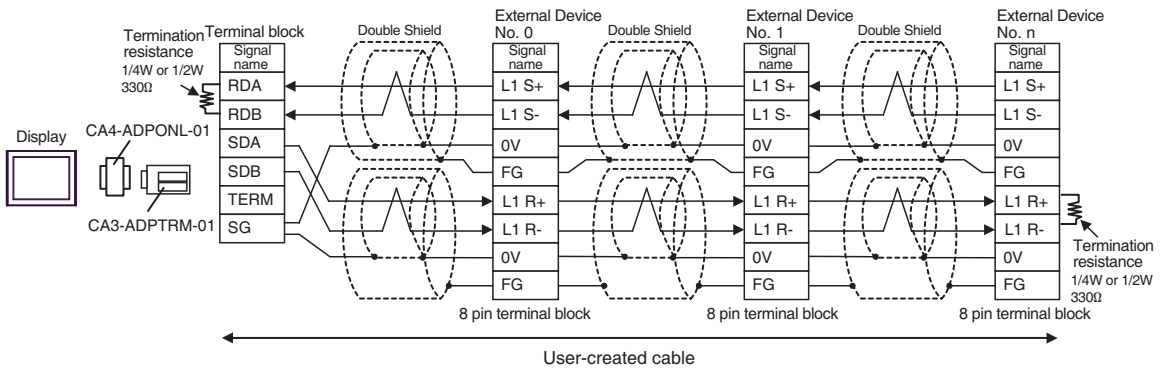 Termination
resistance
1/4W or 1/2W
330Ω
Terminal block
Signal
name
RDA
RDB
SDA
SDB
TERM
SG
Display
CA4-ADPONL-01
CA3-ADPTRM-01
Double Shield
External Device
No. 0
Signal
name
L1 S+
L1 S-
0V
FG
L1 R+
L1 R-
0V
FG
8 pin terminal block
Double Shield
External Device
No. 1
Signal
name
L1 S+
L1 S-
0V
FG
L1 R+
L1 R-
0V
FG
8 pin terminal block
Double Shield
External Device
No. n
Signal
name
L1 S+
L1 S-
0V
FG
L1 R+
L1 R-
0V
FG
8 pin terminal block
Termination
resistance
1/4W or 1/2W
330Ω
User-created cable